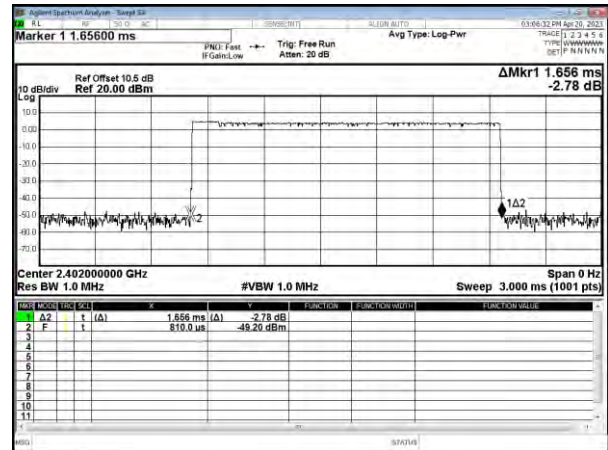 Agilent Spectrum Analyzer - Swept SA
RL RF 50 Ω AC SENSE:INT ALIGN AUTO 03:06:32 PM Apr 20, 2023
Marker 1 1.65600 ms Avg Type: Log-Pwr TRACE 1 2 3 4 5 6
PNO: Fast Trig: Free Run TYPE WWWWWW
IFGain:Low Atten: 20 dB DET P N N N N N
Ref Offset 10.5 dB ΔMkr1 1.656 ms
10 dB/div Ref 20.00 dBm -2.78 dB
Log
10.0
0.00
-10.0
-20.0
-30.0
-40.0
-50.0
-60.0
-70.0
1Δ2
2
Center 2.402000000 GHz Span 0 Hz
Res BW 1.0 MHz #VBW 1.0 MHz Sweep 3.000 ms (1001 pts)
MKR MODE TRC SCL X Y FUNCTION FUNCTION WIDTH FUNCTION VALUE
1 Δ2 t (Δ) 1.656 ms (Δ) -2.78 dB
2 F t 810.0 us -49.20 dBm
3
4
5
6
7
8
9
10
11
MSG STATUS